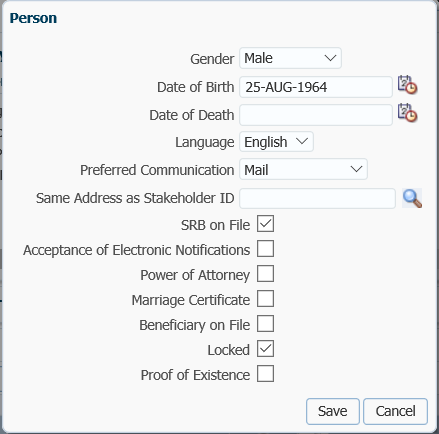 Person
Gender Male
Date of Birth 25-AUG-1964
Date of Death
Language English
Preferred Communication Mail
Same Address as Stakeholder ID
SRB on File
Acceptance of Electronic Notifications
Power of Attorney
Marriage Certificate
Beneficiary on File
Locked
Proof of Existence
Save Cancel